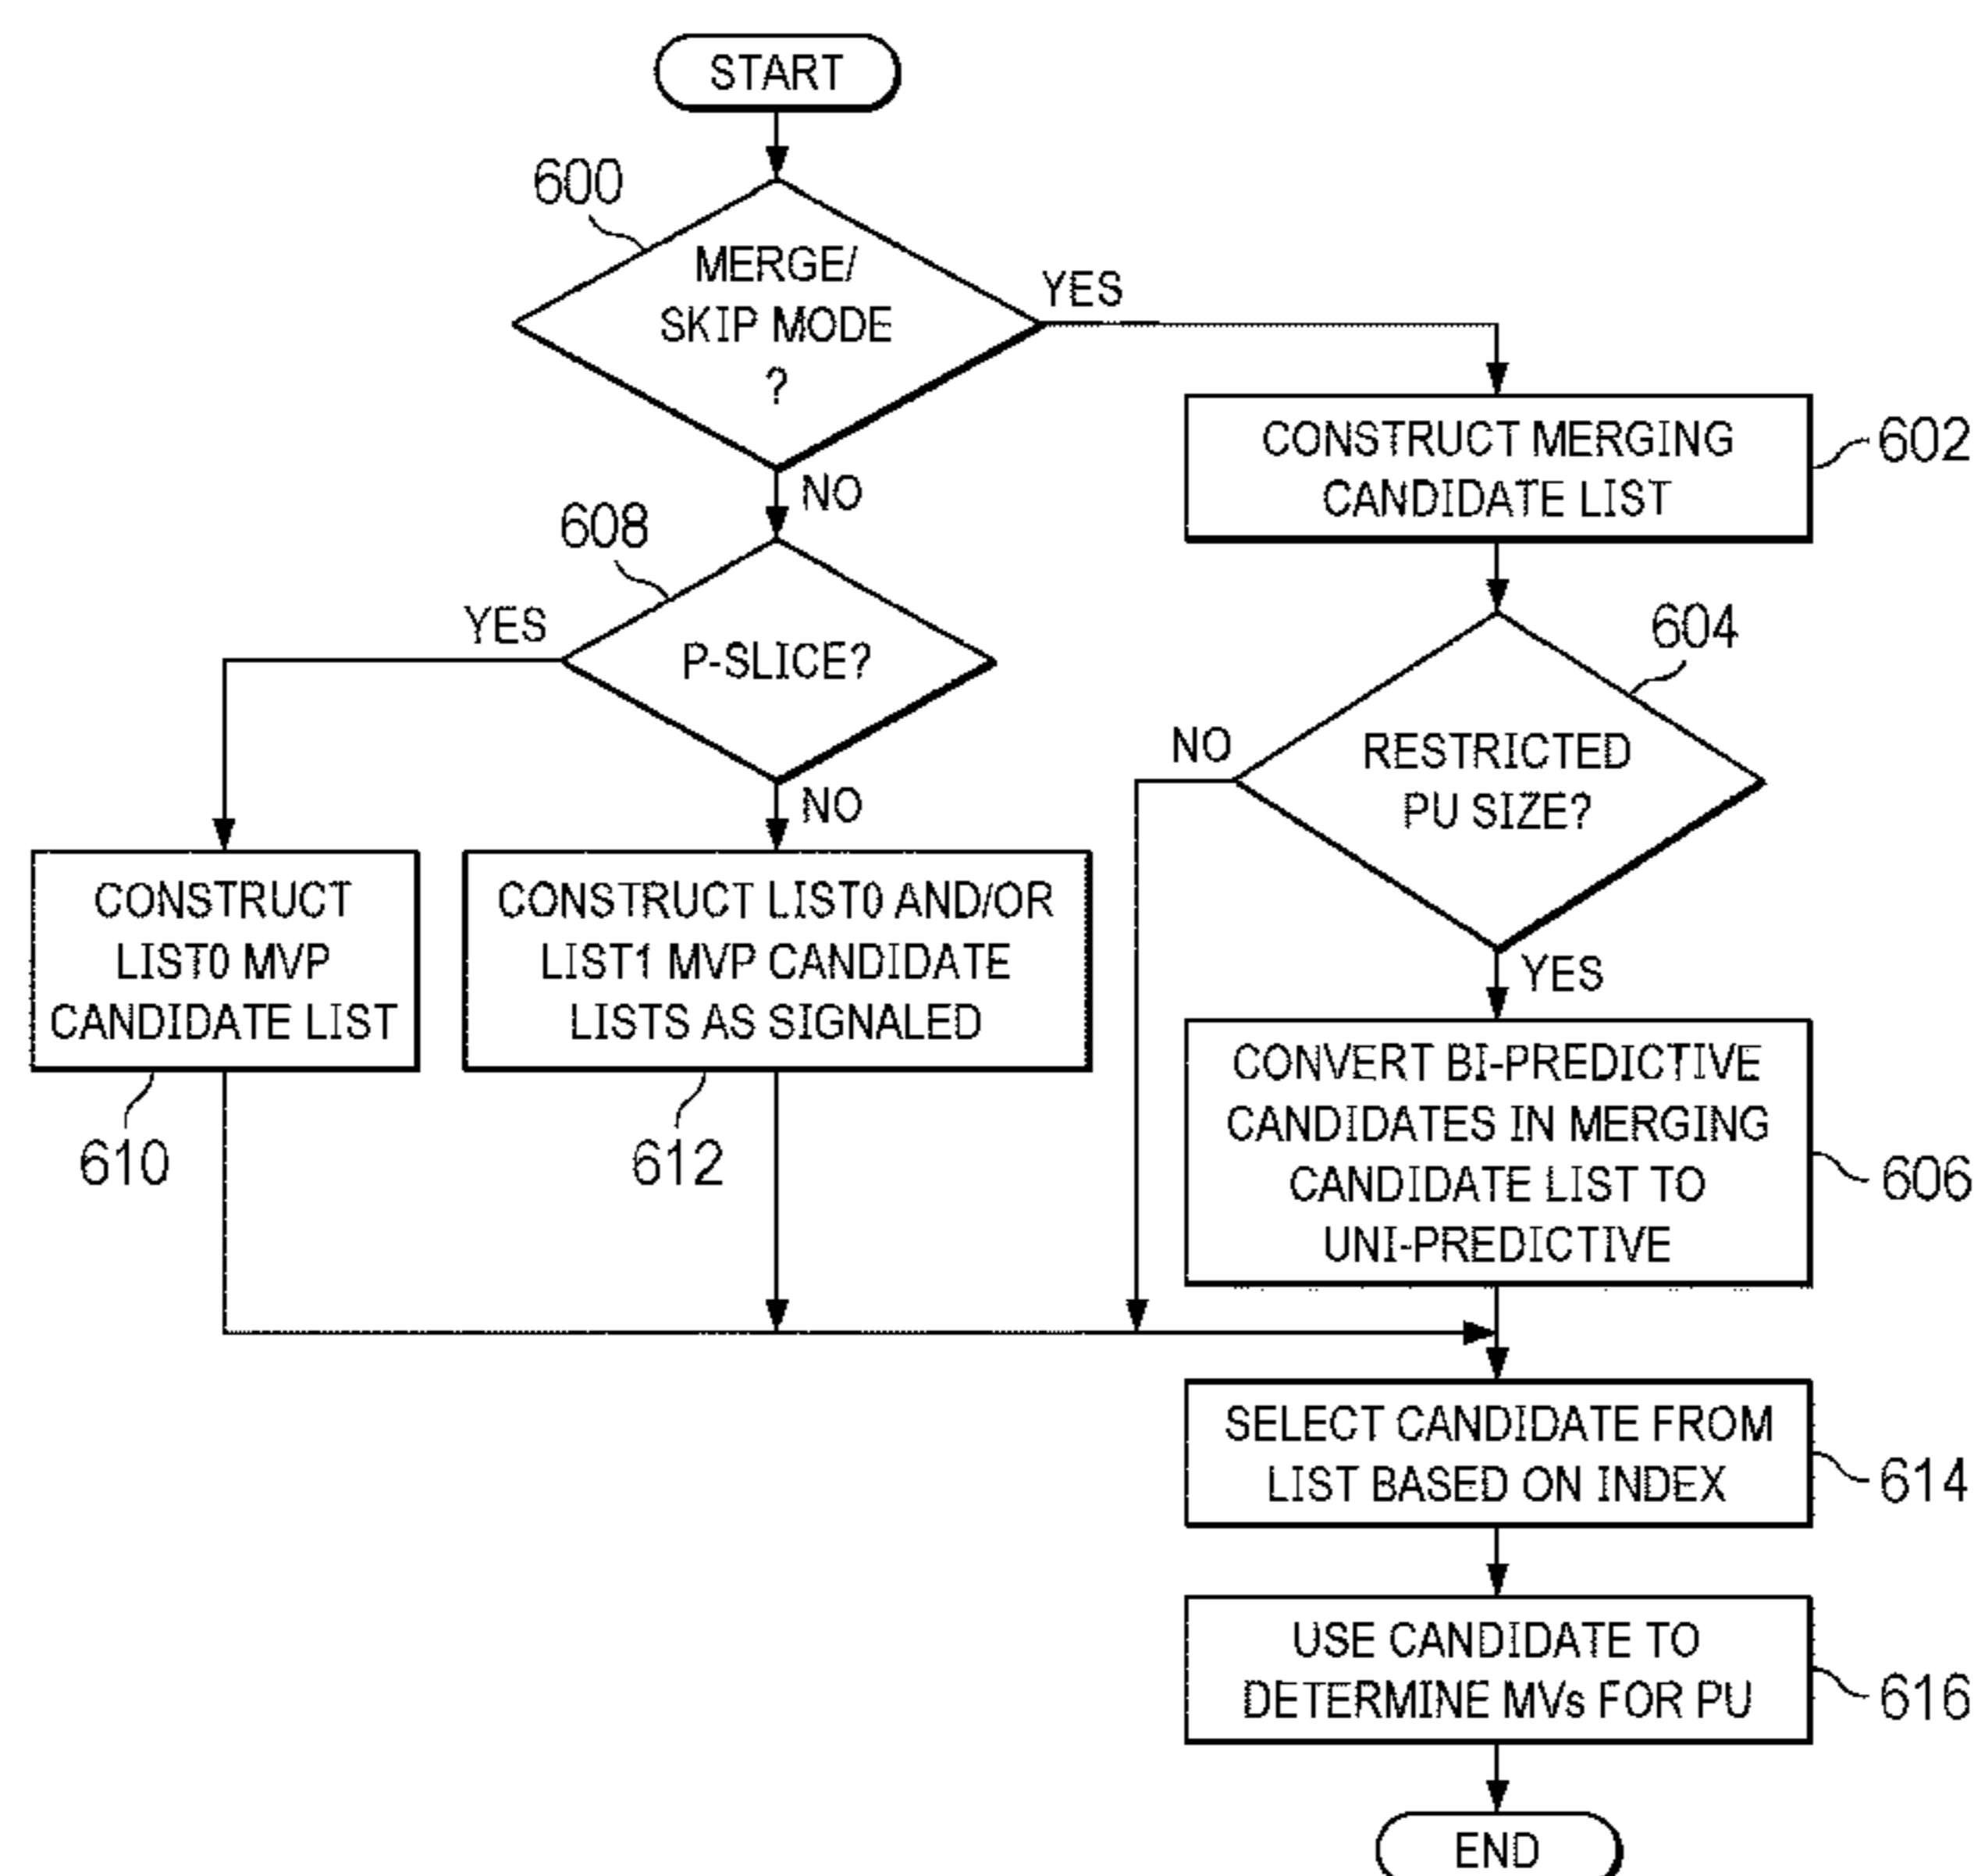 START
600
MERGE/
SKIP MODE
?
YES
NO
CONSTRUCT MERGING
CANDIDATE LIST
602
608
YES
P-SLICE?
NO
604
NO
RESTRICTED
PU SIZE?
YES
CONSTRUCT
LIST0 MVP
CANDIDATE LIST
610
CONSTRUCT LIST0 AND/OR
LIST1 MVP CANDIDATE
LISTS AS SIGNALED
612
CONVERT BI-PREDICTIVE
CANDIDATES IN MERGING
CANDIDATE LIST TO
UNI-PREDICTIVE
606
SELECT CANDIDATE FROM
LIST BASED ON INDEX
614
USE CANDIDATE TO
DETERMINE MVs FOR PU
616
END